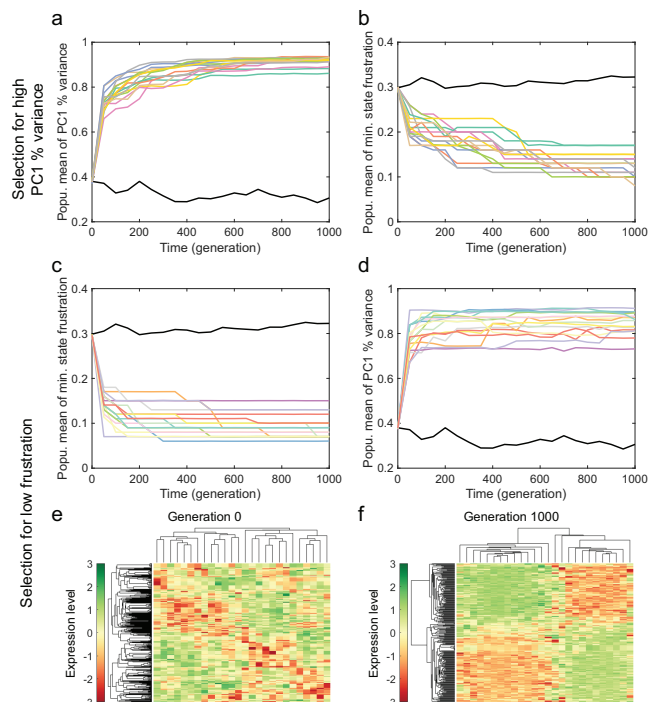 a
b
Selection for high
PC1 % variance
Popu. mean of PC1 % variance
1
0.8
0.6
0.4
0.2
0
200
400
600
800
1000
Time (generation)
Popu. mean of min. state frustration
0.4
0.3
0.2
0.1
0
0
200
400
600
800
1000
Time (generation)
c
d
Selection for low frustration
Popu. mean of min. state frustration
0.4
0.3
0.2
0.1
0
0
200
400
600
800
1000
Time (generation)
Popu. mean of PC1 % variance
1
0.8
0.6
0.4
0.2
0
200
400
600
800
1000
Time (generation)
e
Generation 0
Expression level
3
2
1
0
-1
-2
-3
f
Generation 1000
Expression level
3
2
1
0
-1
-2
-3